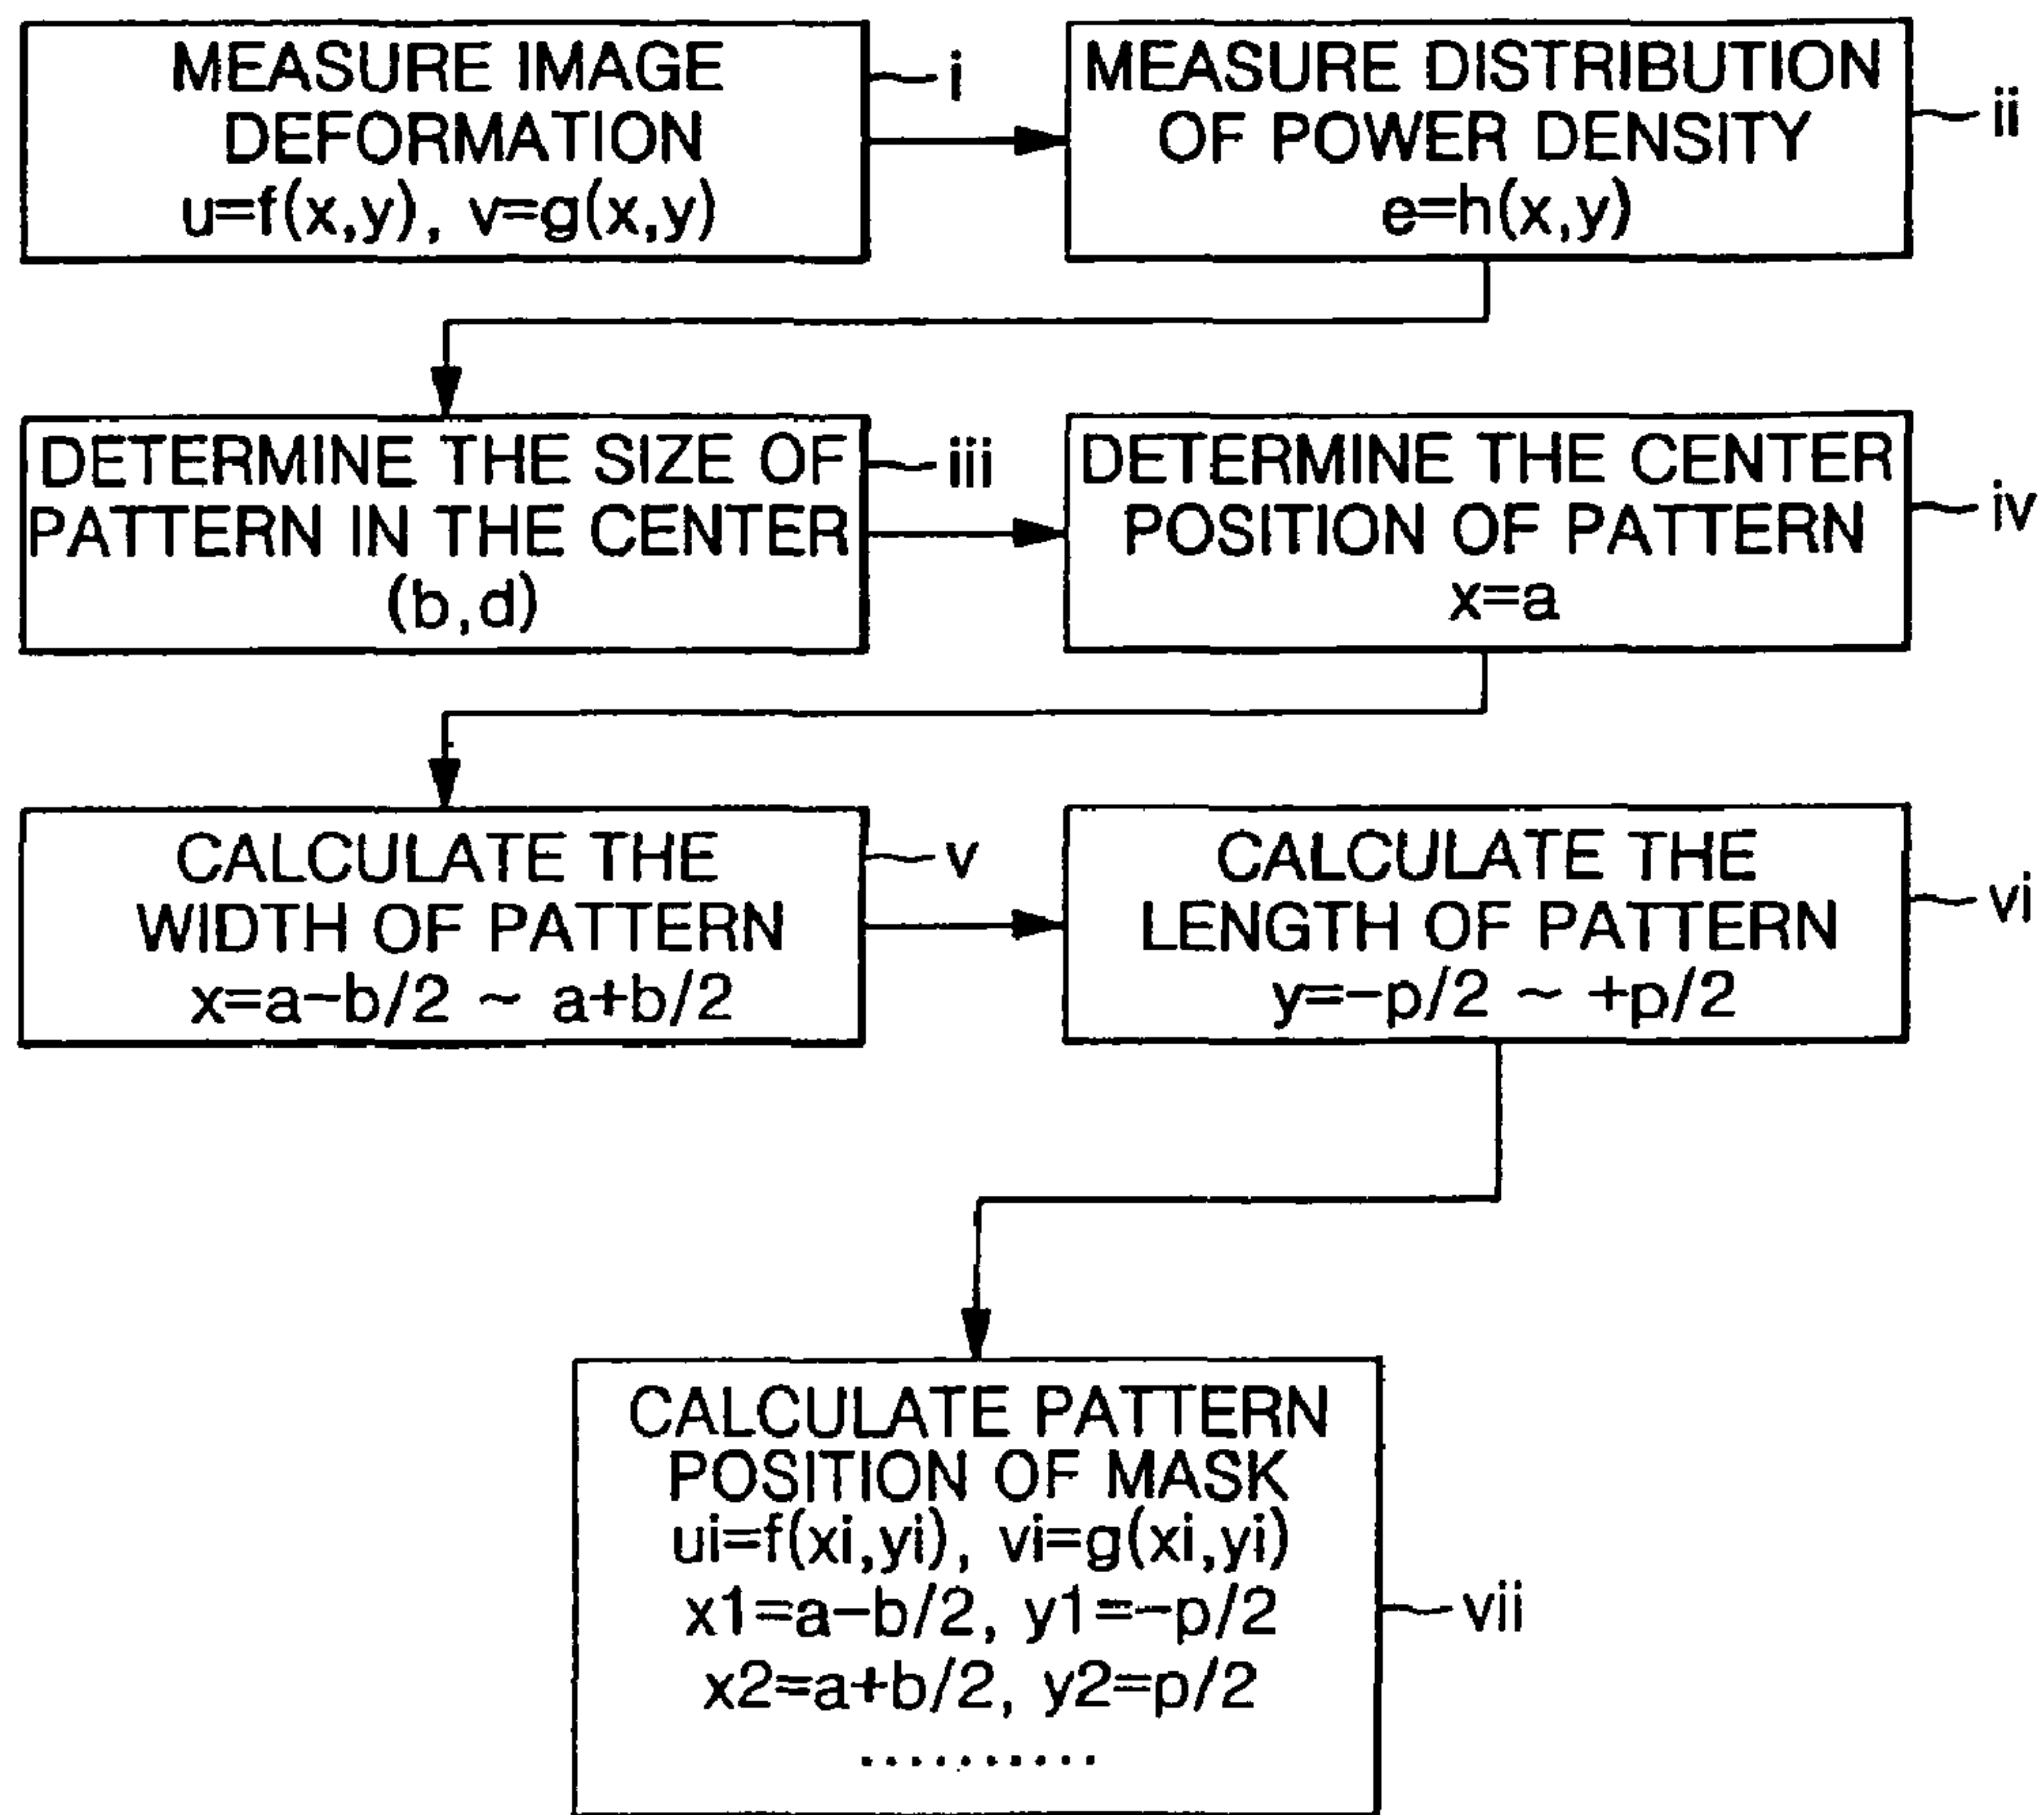 MEASURE IMAGE
DEFORMATION
u=f(x,y), v=g(x,y)
i
MEASURE DISTRIBUTION
OF POWER DENSITY
e=h(x,y)
ii
DETERMINE THE SIZE OF
PATTERN IN THE CENTER
(b,d)
iii
DETERMINE THE CENTER
POSITION OF PATTERN
x=a
iv
CALCULATE THE
WIDTH OF PATTERN
x=a-b/2 ~ a+b/2
v
CALCULATE THE
LENGTH OF PATTERN
y=-p/2 ~ +p/2
vi
CALCULATE PATTERN
POSITION OF MASK
ui=f(xi,yi), vi=g(xi,yi)
x1=a-b/2, y1=-p/2
x2=a+b/2, y2=p/2
..........
vii